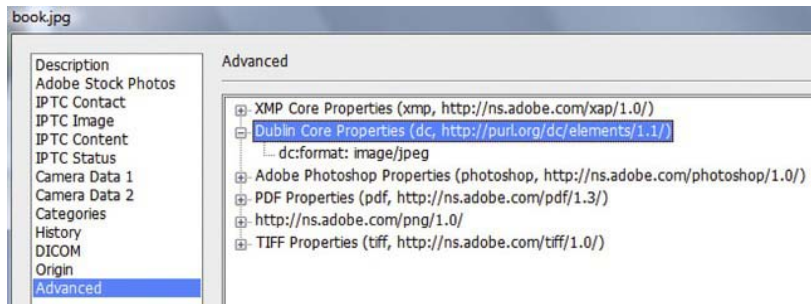 book.jpg
Description
Adobe Stock Photos
IPTC Contact
IPTC Image
IPTC Content
IPTC Status
Camera Data 1
Camera Data 2
Categories
History
DICOM
Origin
Advanced
Advanced
XMP Core Properties (xmp, http://ns.adobe.com/xap/1.0/)
Dublin Core Properties (dc, http://purl.org/dc/elements/1.1/)
dc:format: image/jpeg
Adobe Photoshop Properties (photoshop, http://ns.adobe.com/photoshop/1.0/)
PDF Properties (pdf, http://ns.adobe.com/pdf/1.3/)
http://ns.adobe.com/png/1.0/
TIFF Properties (tiff, http://ns.adobe.com/tiff/1.0/)